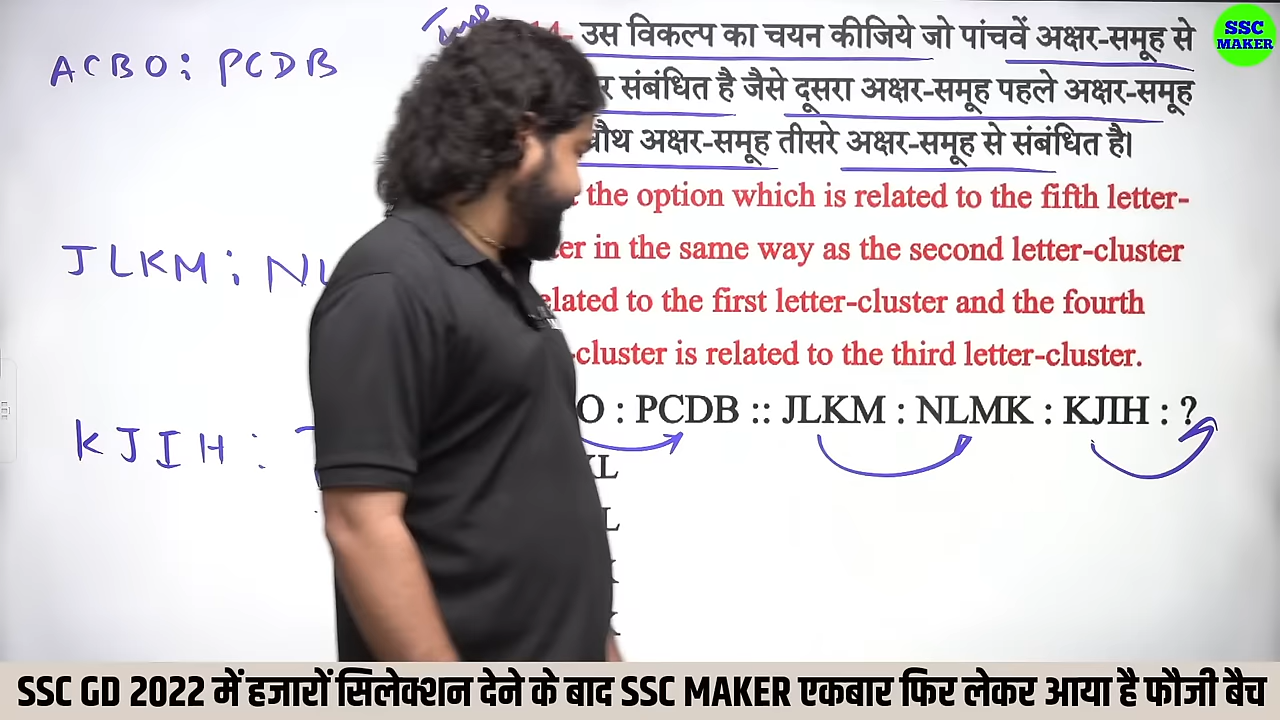 ACBO : PCDB
JLKM : NL
KJIH :
14- उस विकल्प का चयन कीजिये जो पांचवें अक्षर-समूह से
संबंधित है जैसे दूसरा अक्षर-समूह पहले अक्षर-समूह
अक्षर-समूह तीसरे अक्षर-समूह से संबंधित है।
the option which is related to the fifth letter-
in the same way as the second letter-cluster
related to the first letter-cluster and the fourth
-cluster is related to the third letter-cluster.
O : PCDB :: JLKM : NLMK : KJIH : ?
L
L
SSC
MAKER
SSC GD 2022 में हजारों सिलेक्शन देने के बाद SSC MAKER एकबार फिर लेकर आया है फौजी बैच